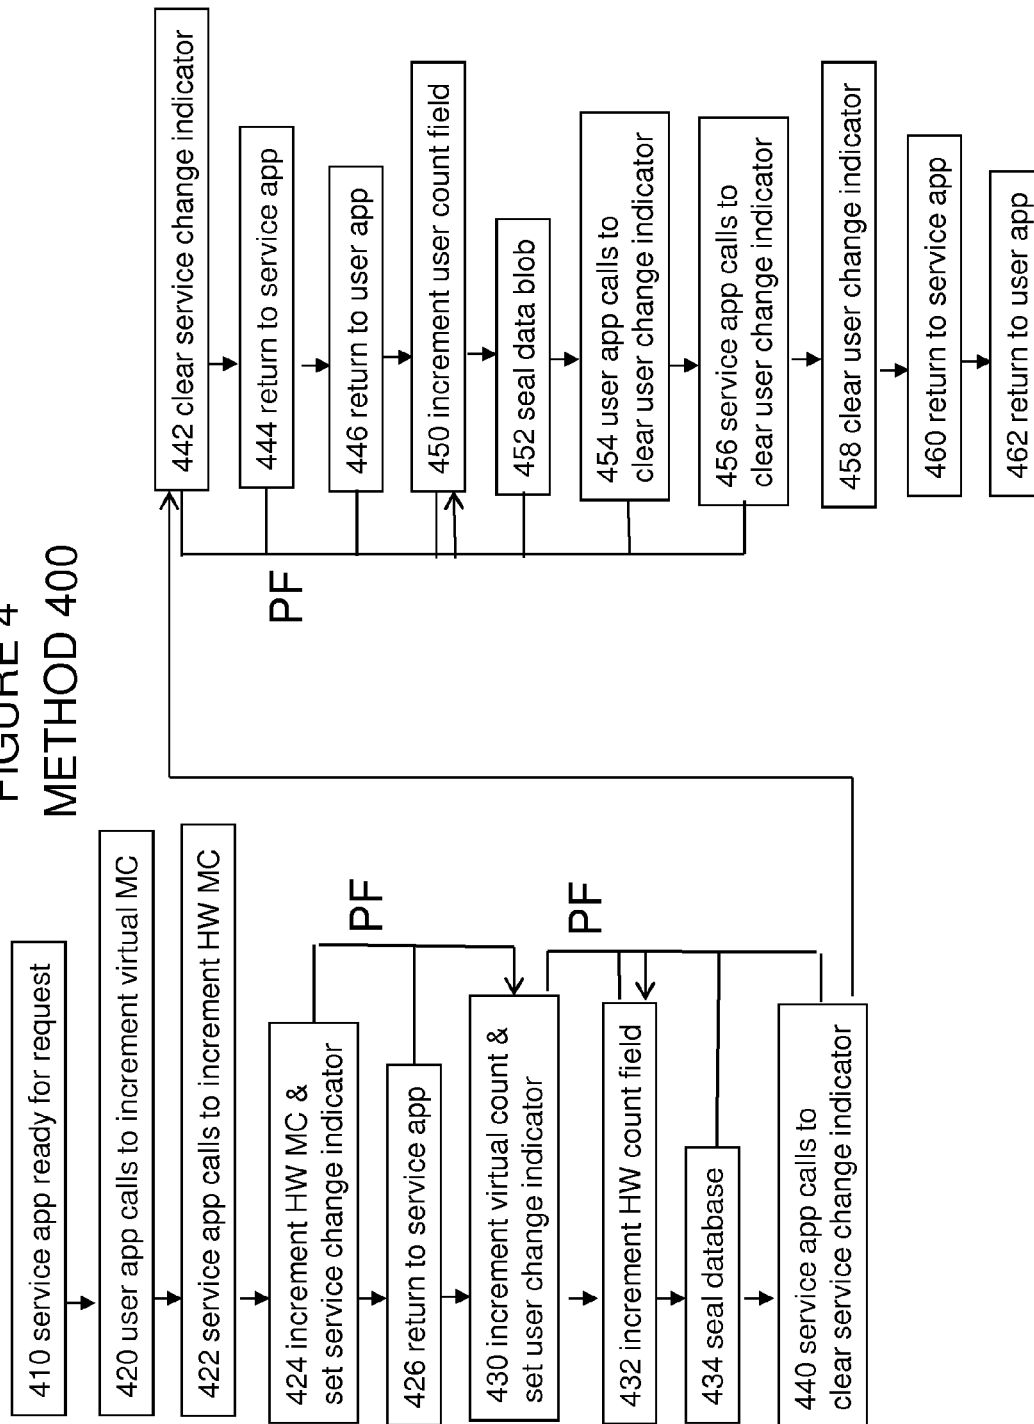 FIGURE 4
METHOD 400
410 service app ready for request
420 user app calls to increment virtual MC
422 service app calls to increment HW MC
424 increment HW MC &
set service change indicator
PF
426 return to service app
430 increment virtual count &
set user change indicator
PF
432 increment HW count field
434 seal database
440 service app calls to
clear service change indicator
442 clear service change indicator
444 return to service app
PF
446 return to user app
450 increment user count field
452 seal data blob
454 user app calls to
clear user change indicator
456 service app calls to
clear user change indicator
458 clear user change indicator
460 return to service app
462 return to user app